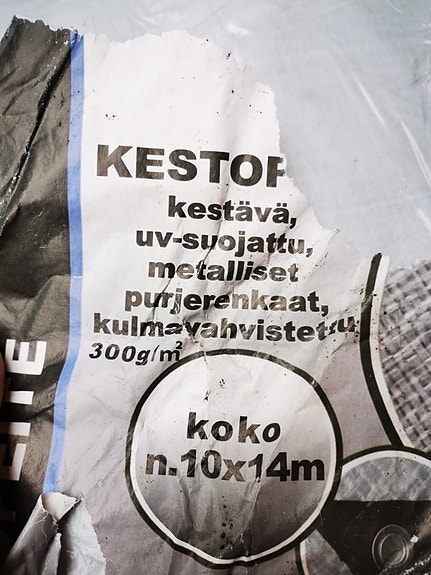 KESTOP
kestävä,
uv-suojattu,
metalliset
purjerenkaat,
kulmavahvistettu
300g/m²
koko
n.10x14m